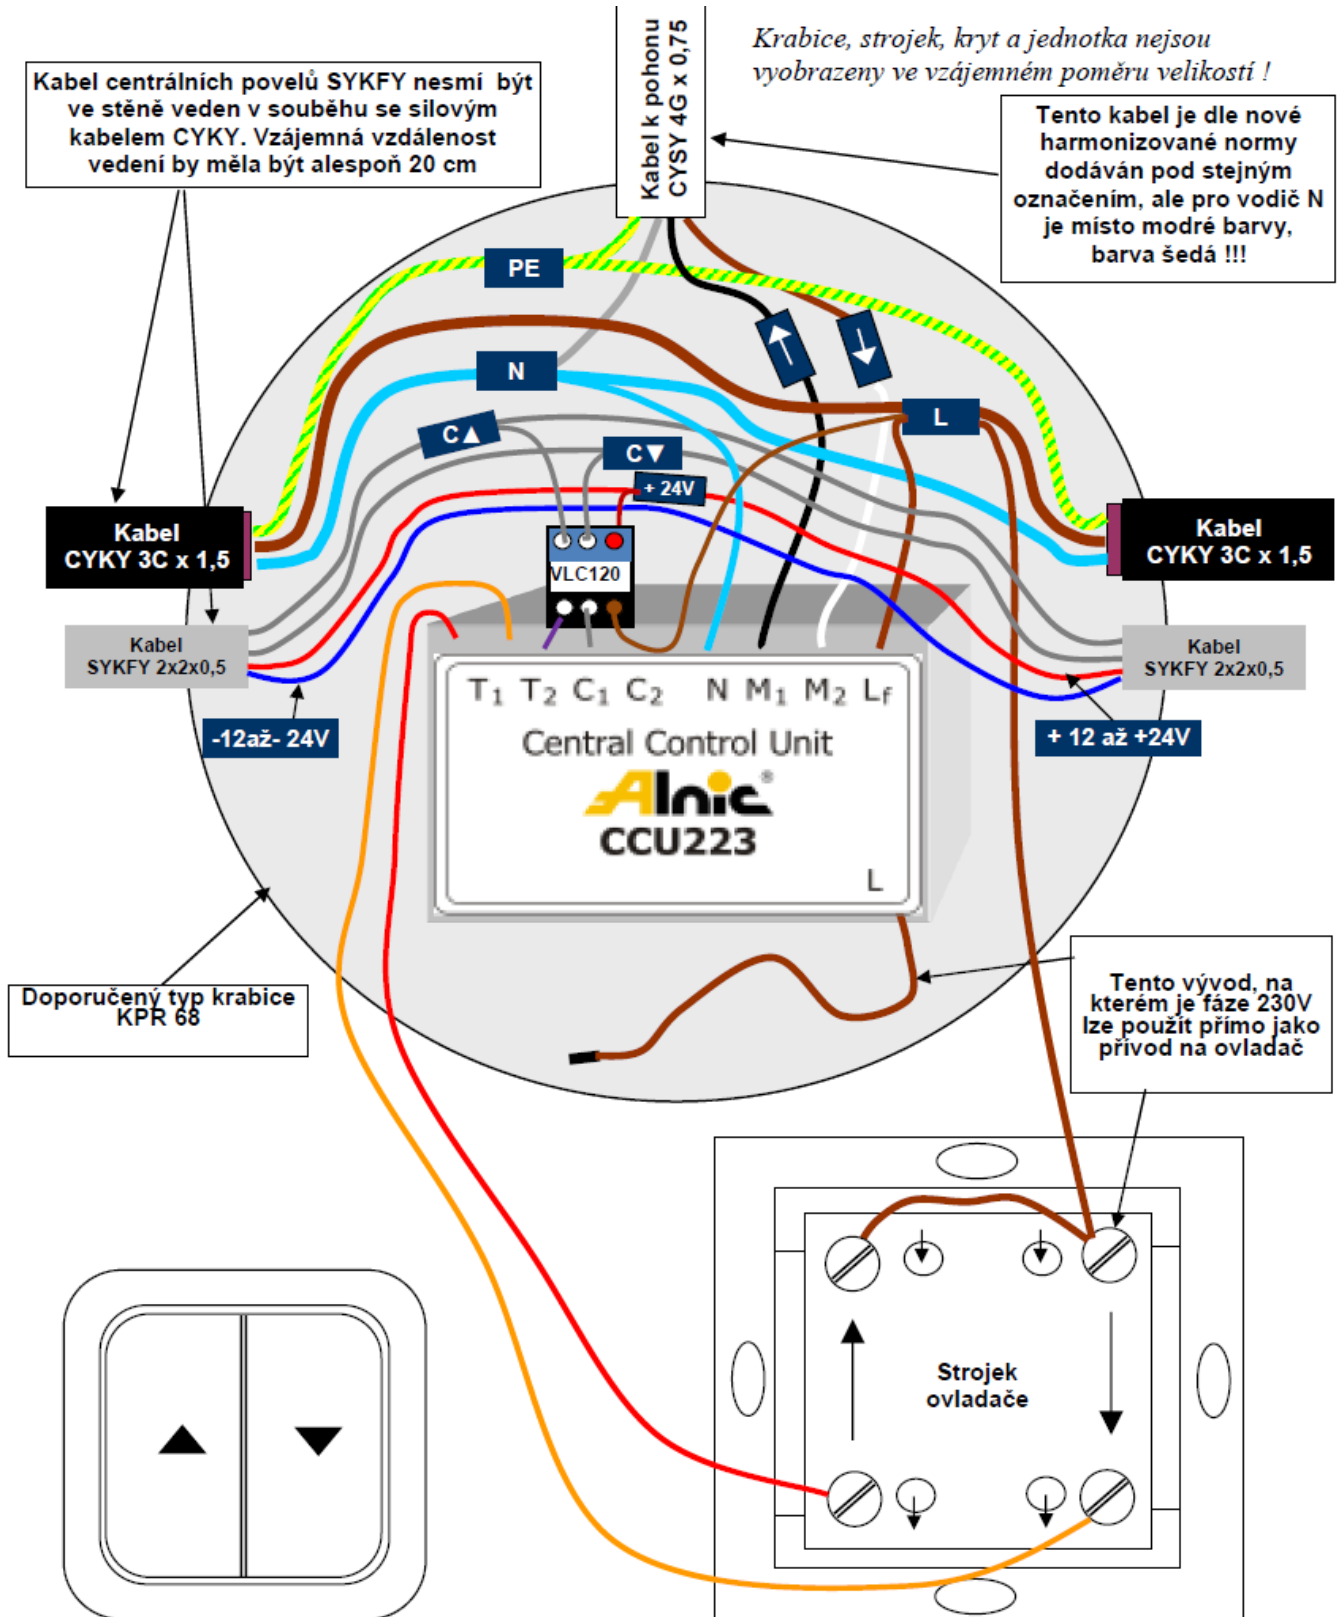 Krabice, strojek, kryt a jednotka nejsou
vyobrazeny ve vzájemném poměru velikostí !
Kabel k pohonu
CYSY 4G x 0,75
Kabel centrálních povelů SYKFY nesmí být
ve stěně veden v souběhu se silovým
kabelem CYKY. Vzájemná vzdálenost
vedení by měla být alespoň 20 cm
Tento kabel je dle nové
harmonizované normy
dodáván pod stejným
označením, ale pro vodič N
je místo modré barvy,
barva šedá !!!
PE
N
L
C▲
C▼
+ 24V
Kabel
CYKY 3C x 1,5
Kabel
CYKY 3C x 1,5
VLC120
Kabel
SYKFY 2x2x0,5
Kabel
SYKFY 2x2x0,5
-12až- 24V
+ 12 až +24V
T1 T2 C1 C2 N M1 M2 Lf
Central Control Unit
Alnic®
CCU223
L
Doporučený typ krabice
KPR 68
Tento vývod, na
kterém je fáze 230V
lze použít přímo jako
přívod na ovladač
Strojek
ovladače